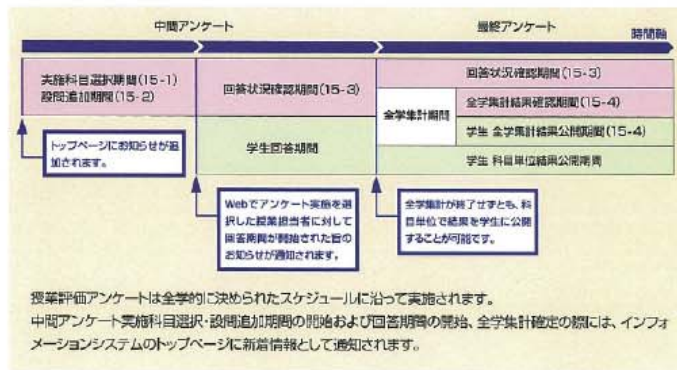 中間アンケート
最終アンケート
時間軸
実施科目選択期間(15-1)
設問追加期間(15-2)
回答状況確認期間(15-3)
学生回答期間
回答状況確認期間(15-3)
全学集計期間
全学集計結果確認期間(15-4)
学生 全学集計結果公開期間(15-4)
学生 科目単位結果公開期間
トップページにお知らせが追
加されます。
Webでアンケート実施を選
択した授業担当者に対して
回答期間が開始された旨の
お知らせが通知されます。
全学集計が終了せずとも、科
目単位で結果を学生に公開
することが可能です。
授業評価アンケートは全学的に決められたスケジュールに沿って実施されます。
中間アンケート実施科目選択・設問追加期間の開始および回答期間の開始、全学集計確定の際には、インフォ
メーションシステムのトップページに新着情報として通知されます。